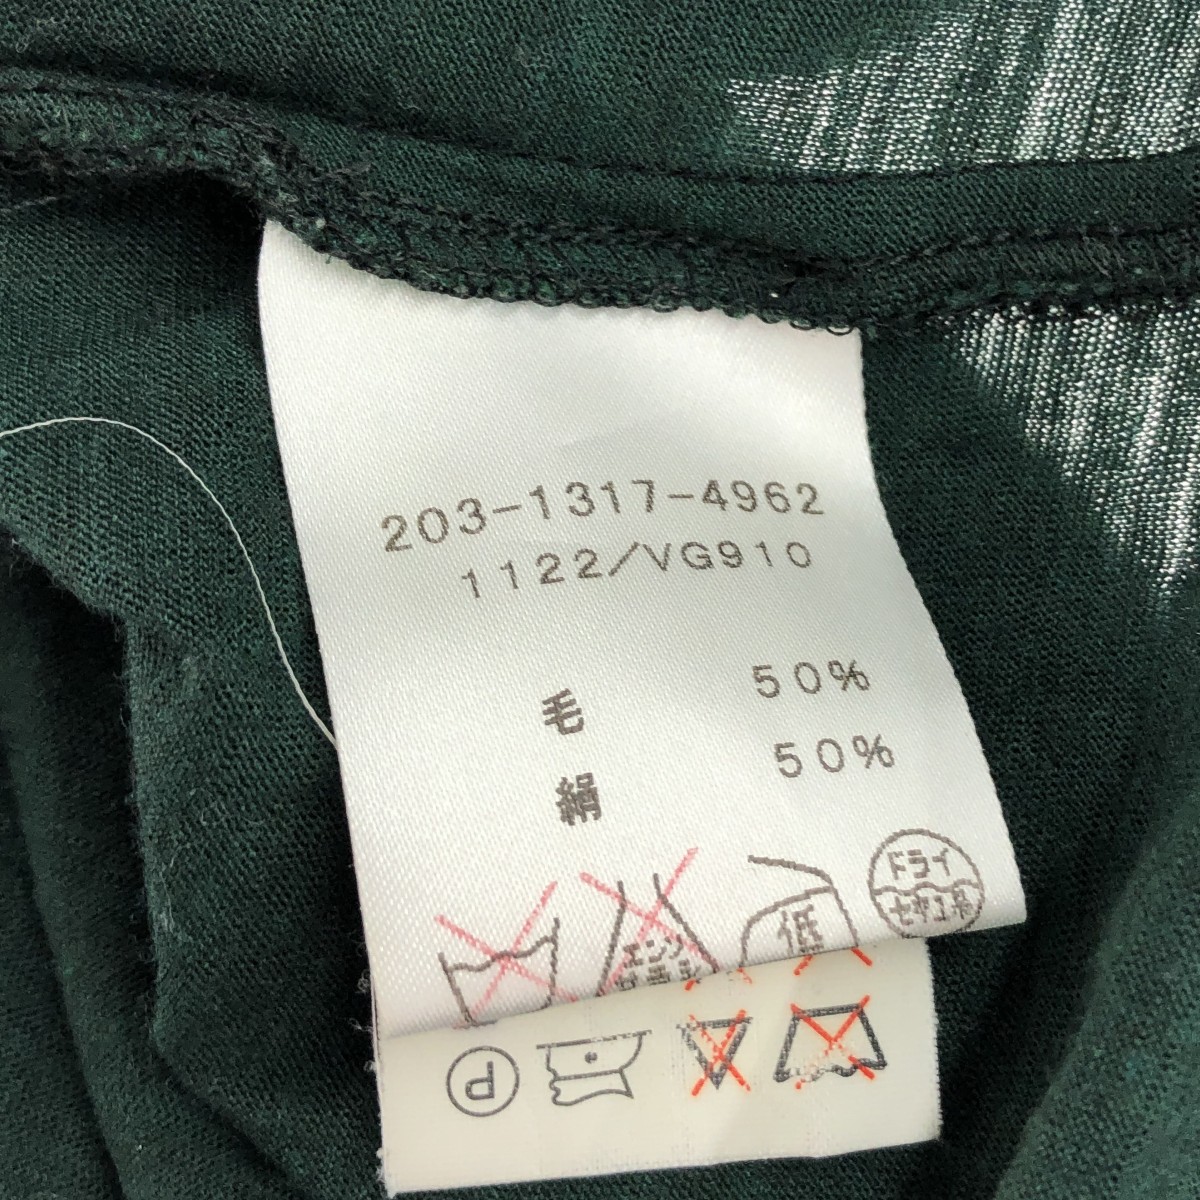 203-1317-4962
1122/VG910
毛 50%
絹 50%
エンソ
低
ドライ
セキユ系
P